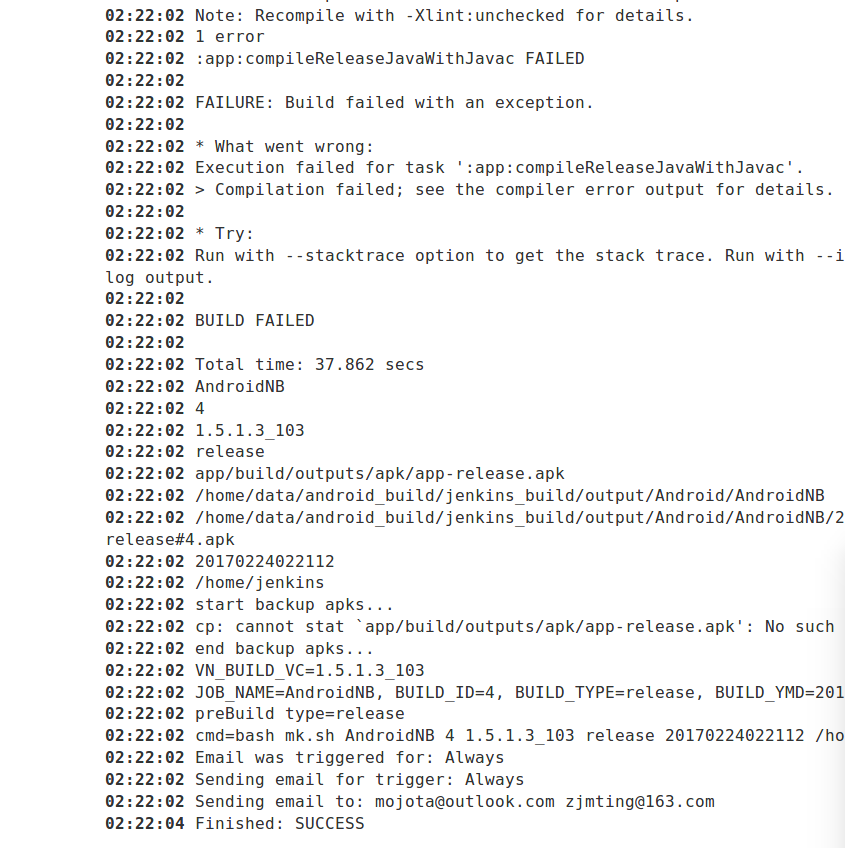 02:22:02 Note: Recompile with -Xlint:unchecked for details.
02:22:02 1 error
02:22:02 :app:compileReleaseJavaWithJavac FAILED
02:22:02
02:22:02 FAILURE: Build failed with an exception.
02:22:02
02:22:02 * What went wrong:
02:22:02 Execution failed for task ':app:compileReleaseJavaWithJavac'.
02:22:02 > Compilation failed; see the compiler error output for details.
02:22:02
02:22:02 * Try:
02:22:02 Run with --stacktrace option to get the stack trace. Run with --i
log output.
02:22:02
02:22:02 BUILD FAILED
02:22:02
02:22:02 Total time: 37.862 secs
02:22:02 AndroidNB
02:22:02 4
02:22:02 1.5.1.3_103
02:22:02 release
02:22:02 app/build/outputs/apk/app-release.apk
02:22:02 /home/data/android_build/jenkins_build/output/Android/AndroidNB
02:22:02 /home/data/android_build/jenkins_build/output/Android/AndroidNB/2
release#4.apk
02:22:02 20170224022112
02:22:02 /home/jenkins
02:22:02 start backup apks...
02:22:02 cp: cannot stat `app/build/outputs/apk/app-release.apk': No such
02:22:02 end backup apks...
02:22:02 VN_BUILD_VC=1.5.1.3_103
02:22:02 JOB_NAME=AndroidNB, BUILD_ID=4, BUILD_TYPE=release, BUILD_YMD=201
02:22:02 preBuild type=release
02:22:02 cmd=bash mk.sh AndroidNB 4 1.5.1.3_103 release 20170224022112 /ho
02:22:02 Email was triggered for: Always
02:22:02 Sending email for trigger: Always
02:22:02 Sending email to: mojota@outlook.com zjmting@163.com
02:22:04 Finished: SUCCESS